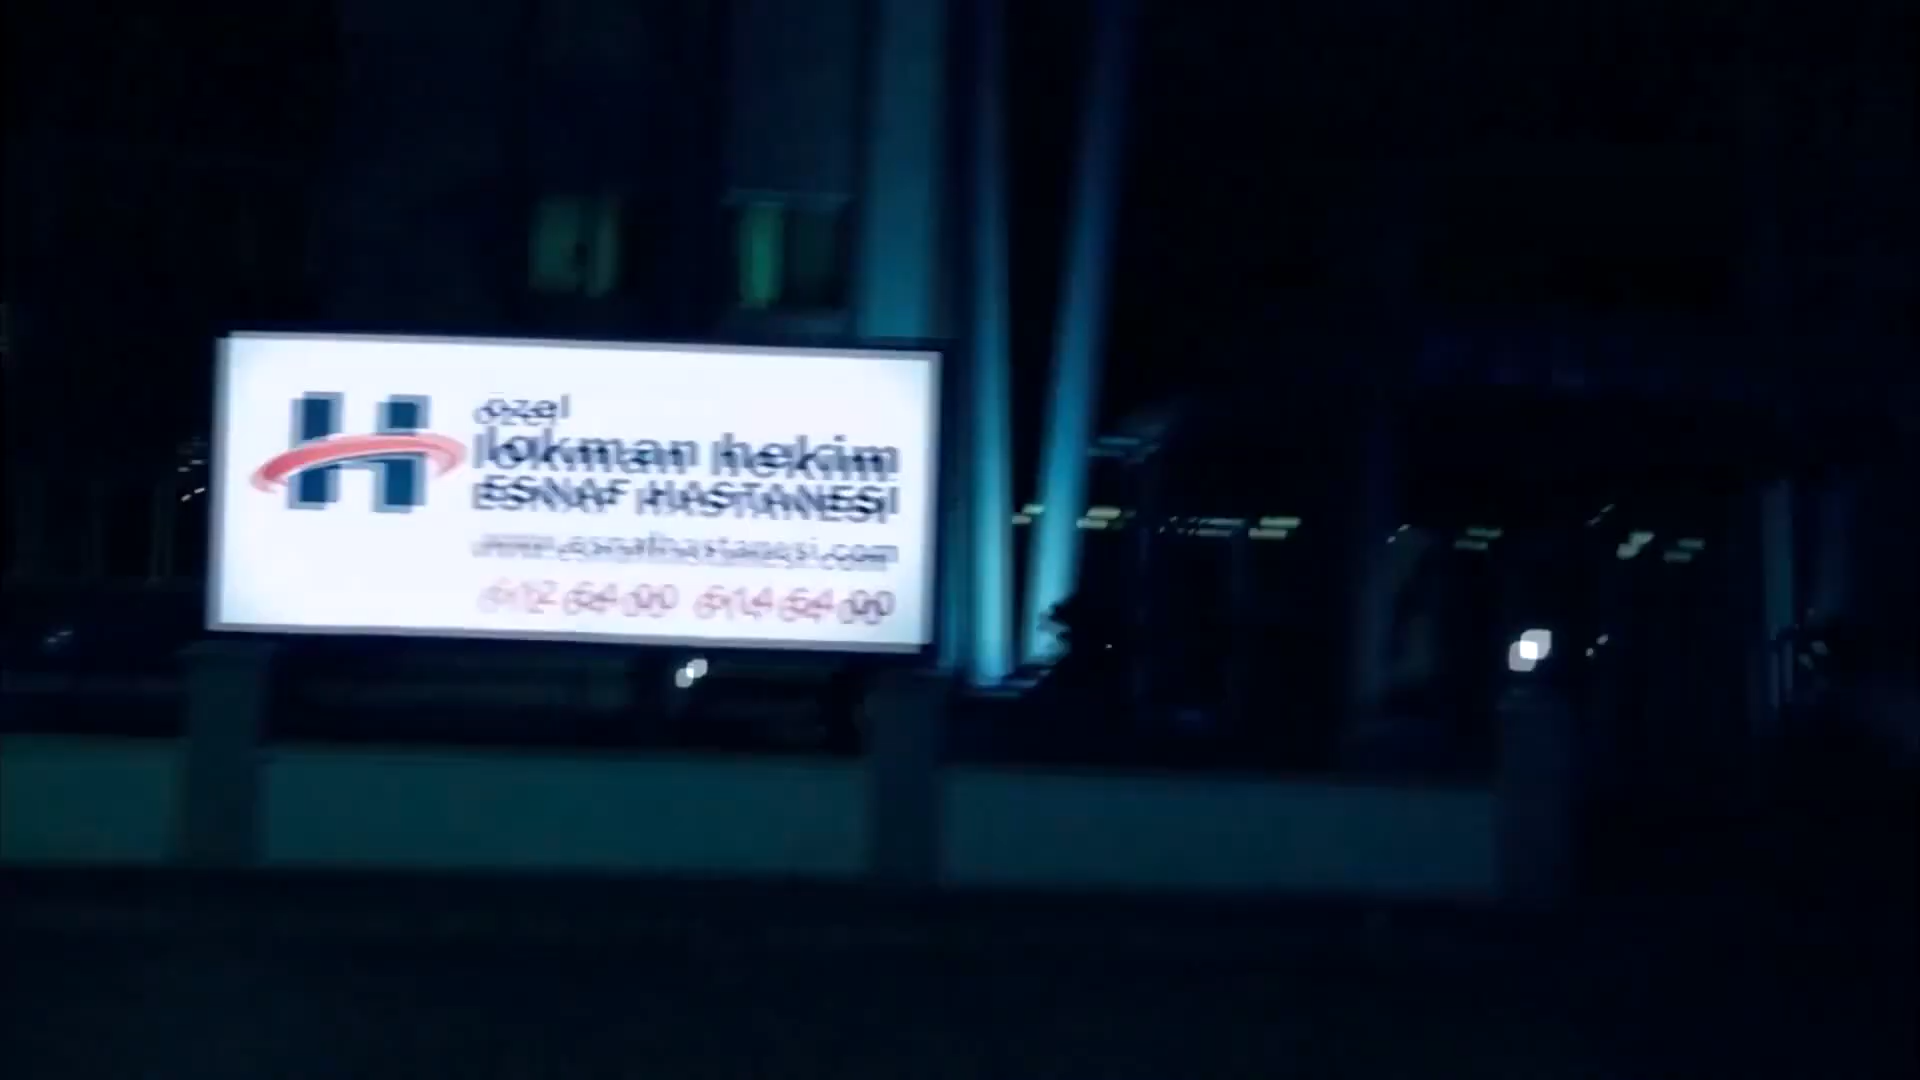 H
özel
lokman hekim
ESNAF HASTANESİ
www.esnafhastanesi.com
612 64 00 614 64 00